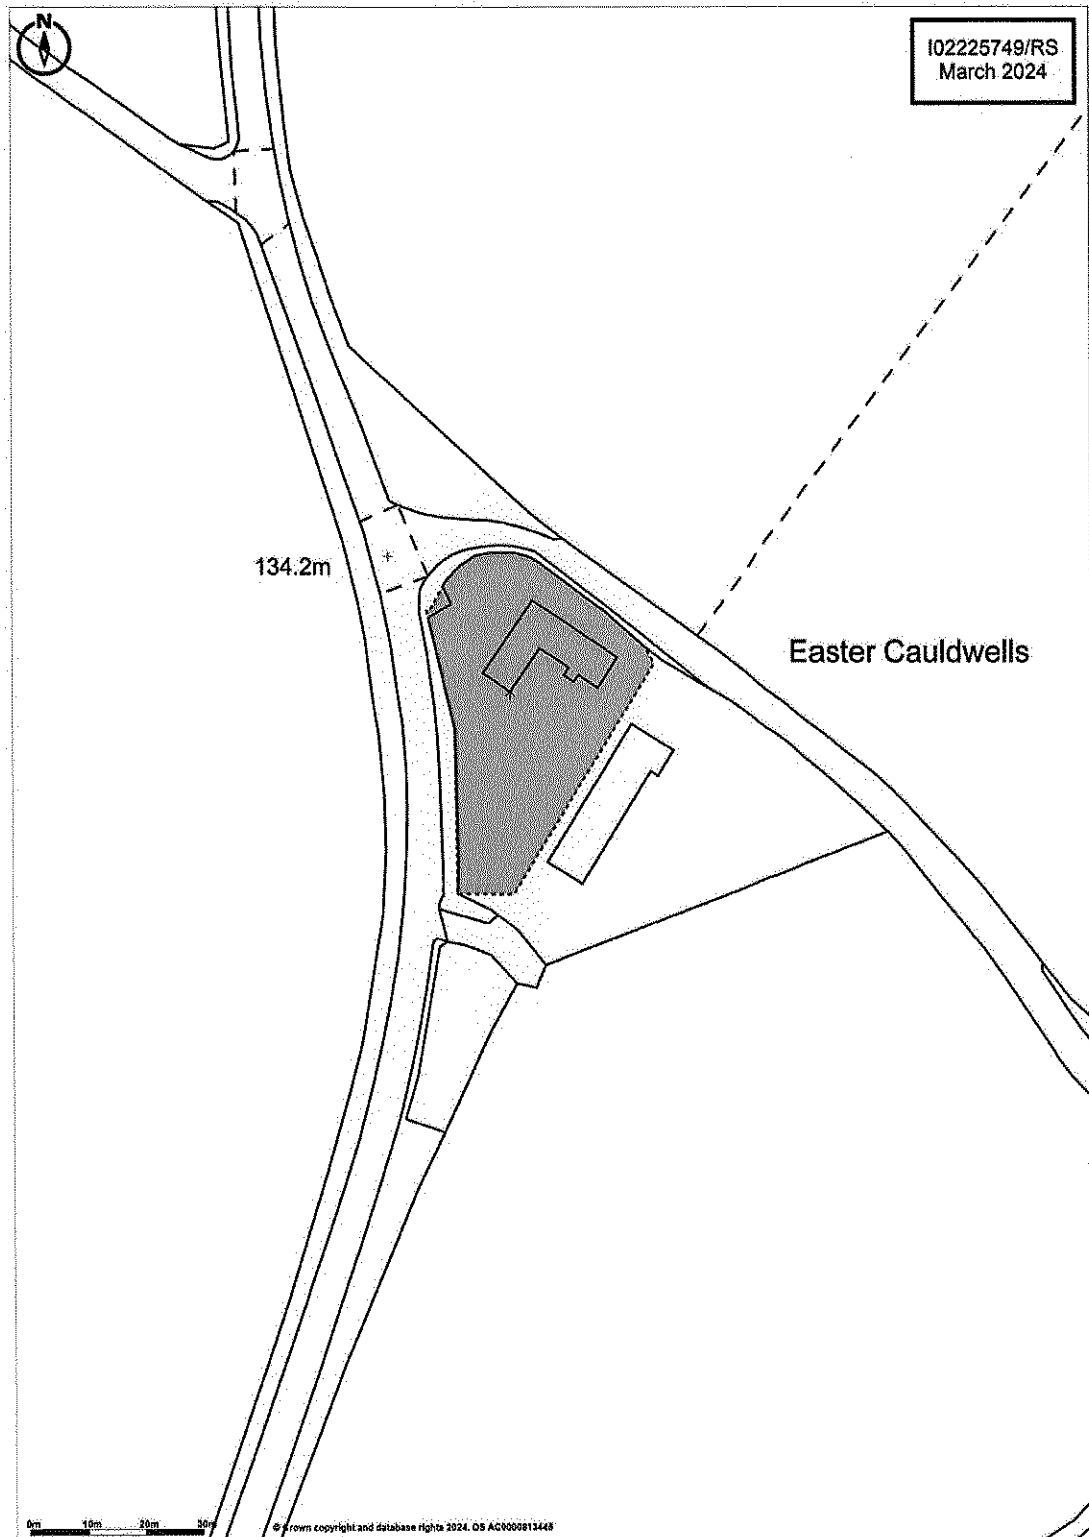 N
I02225749/RS
March 2024
134.2m
Easter Cauldwells
0m 10m 20m 30m
© Crown copyright and database rights 2024. OS AC0000813445